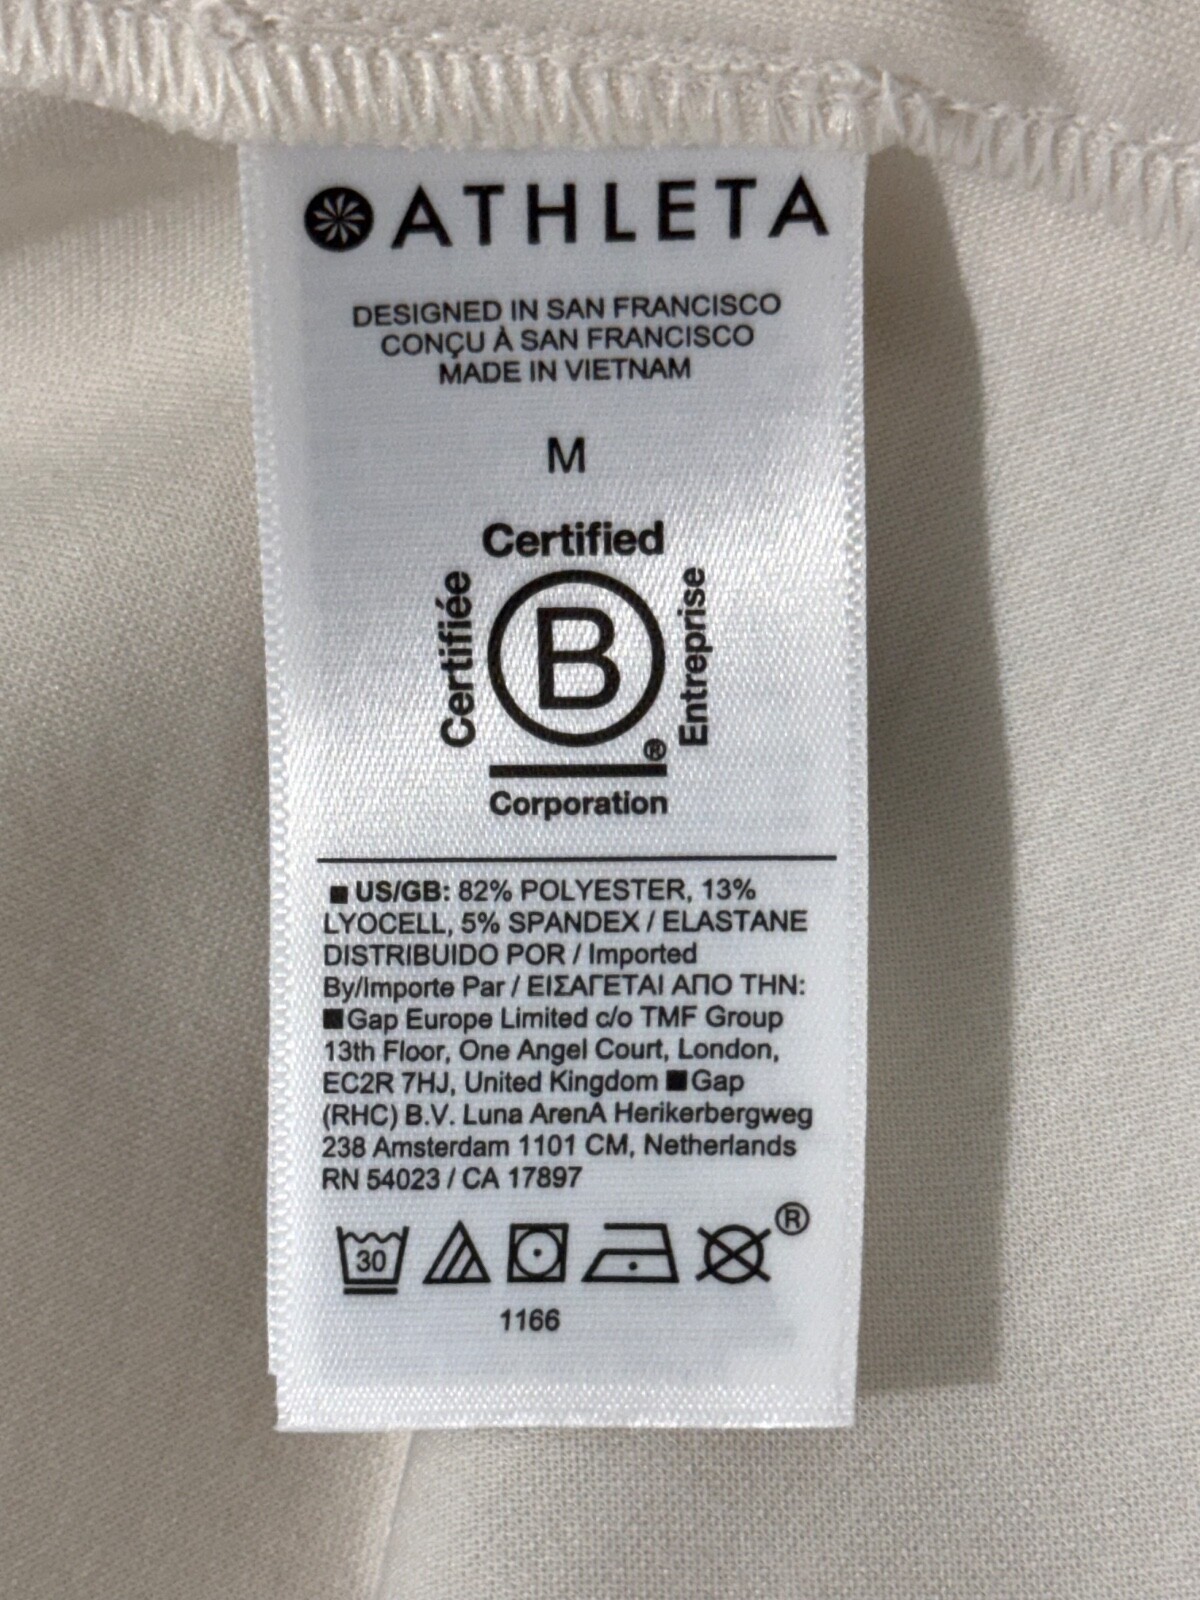 ATHLETA
DESIGNED IN SAN FRANCISCO
CONÇU À SAN FRANCISCO
MADE IN VIETNAM
M
Certified
Certifiée
B
Entreprise
®
Corporation
■ US/GB: 82% POLYESTER, 13%
LYOCELL, 5% SPANDEX / ELASTANE
DISTRIBUIDO POR / Imported
By/Importe Par / ΕΙΣΑΓΕΤΑΙ ΑΠΟ ΤΗΝ:
■Gap Europe Limited c/o TMF Group
13th Floor, One Angel Court, London,
EC2R 7HJ, United Kingdom ■Gap
(RHC) B.V. Luna ArenA Herikerbergweg
238 Amsterdam 1101 CM, Netherlands
RN 54023 / CA 17897
30 ®
1166